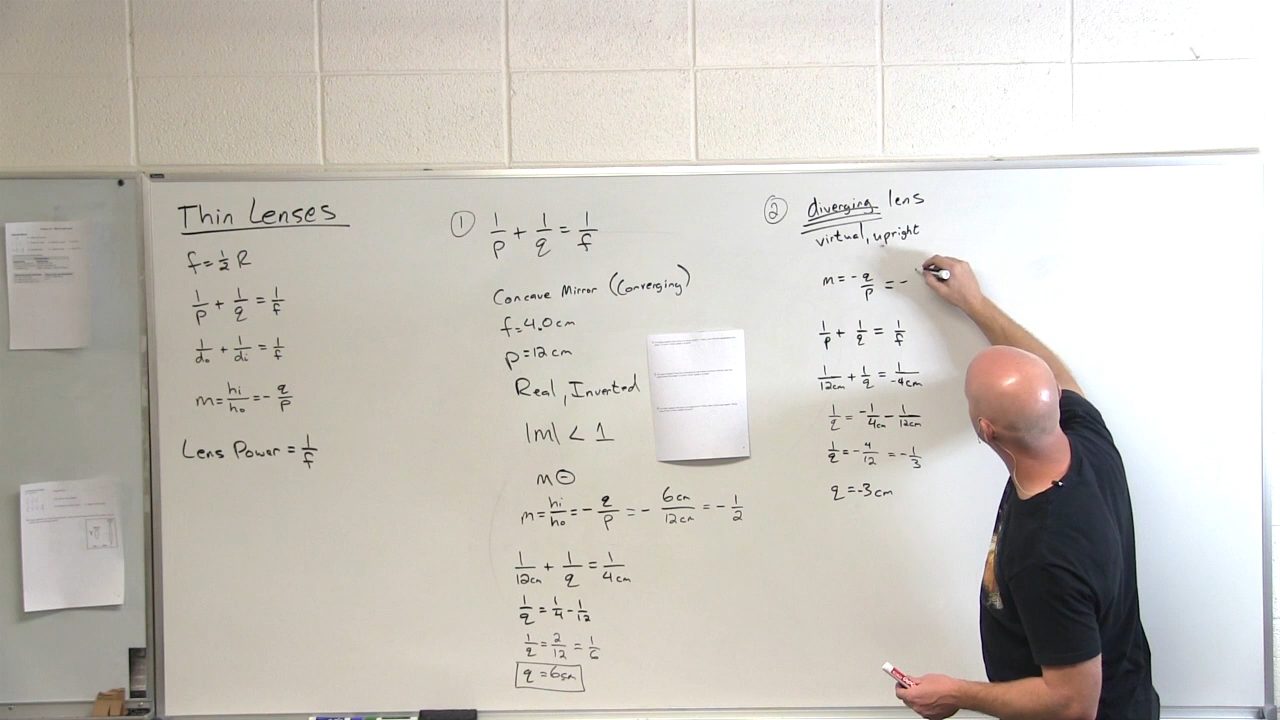 Thin Lenses
f = 1/2 R
1/p + 1/q = 1/f
1/do + 1/di = 1/f
m = hi/ho = - q/p
Lens Power = 1/f
① 1/p + 1/q = 1/f
Concave Mirror (Converging)
f = 4.0 cm
p = 12 cm
Real, Inverted
|m| < 1
m ⊖
m = hi/ho = - q/p = - 6cm/12cm = - 1/2
1/12cm + 1/q = 1/4cm
1/q = 1/4 - 1/12
1/q = 2/12 = 1/6
q = 6cm
② diverging lens
virtual, upright
m = - q/p = -
1/p + 1/q = 1/f
1/12cm + 1/q = 1/-4cm
1/q = -1/4cm - 1/12cm
1/q = - 4/12 = - 1/3
q = -3 cm